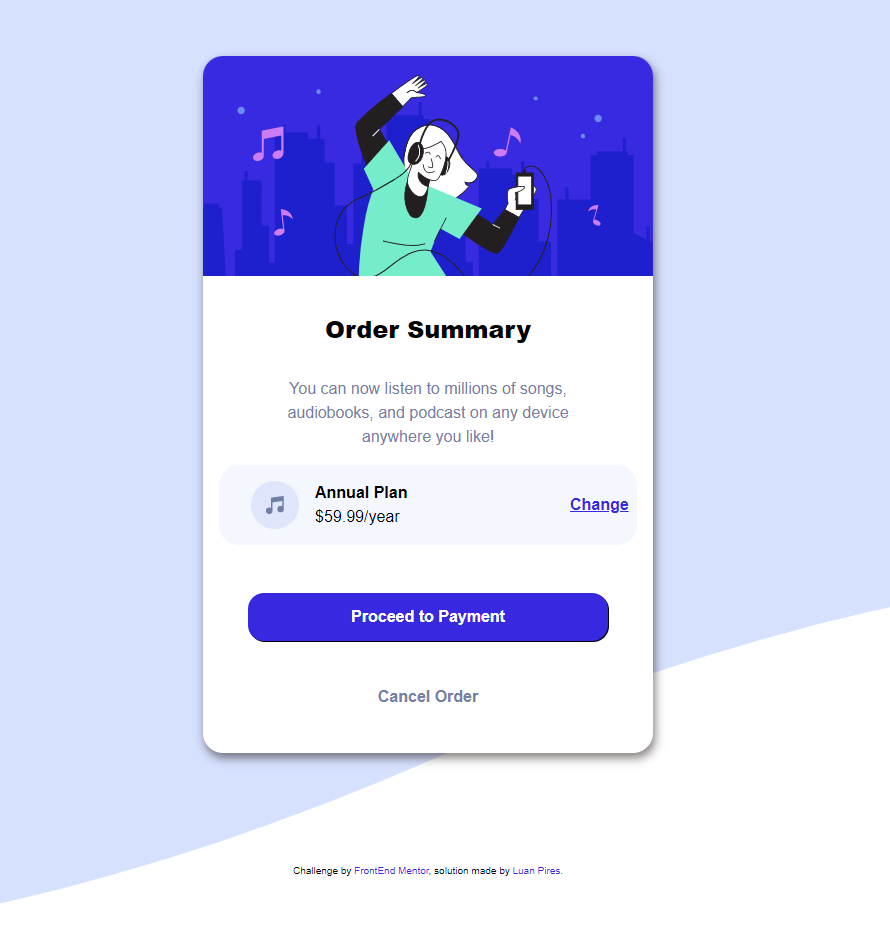 Order Summary
You can now listen to millions of songs,
audiobooks, and podcast on any device
anywhere you like!
Annual Plan
$59.99/year
Change
Proceed to Payment
Cancel Order
Challenge by FrontEnd Mentor, solution made by Luan Pires.